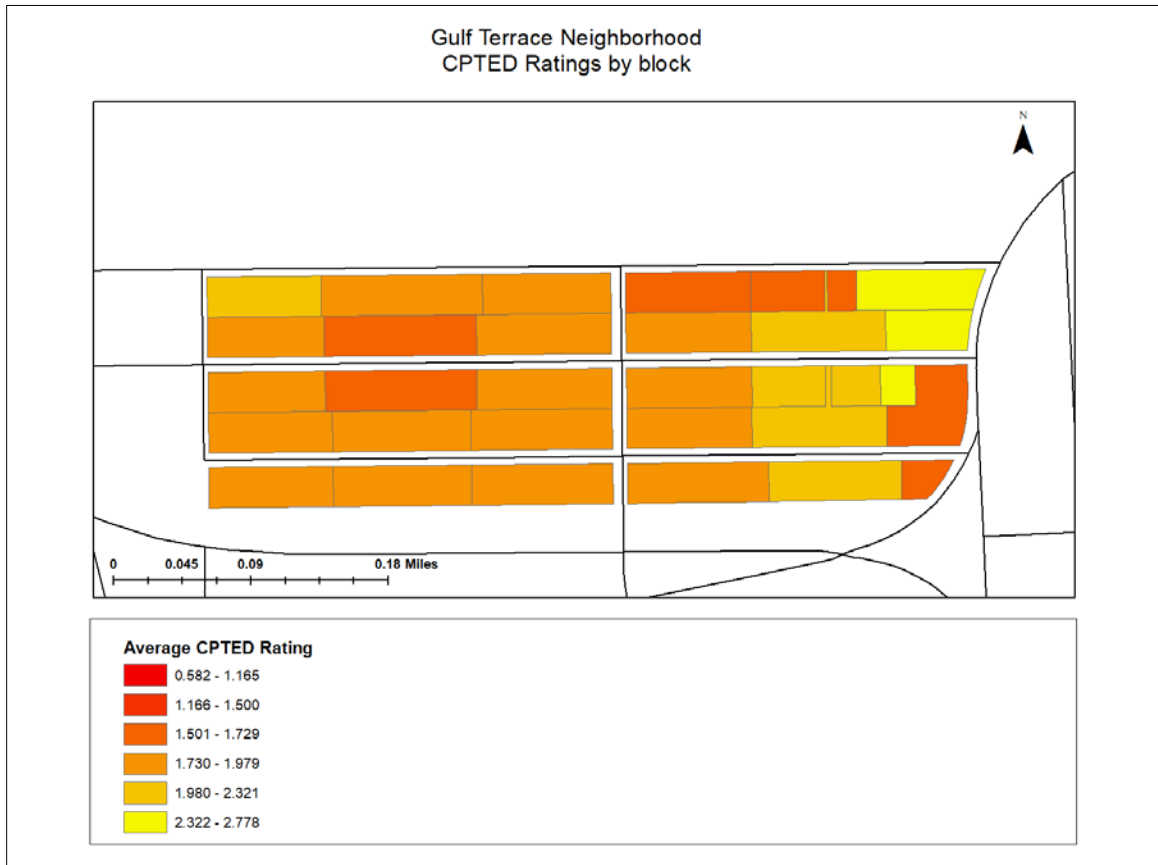 Gulf Terrace Neighborhood
CPTED Ratings by block
N
0 0.045 0.09 0.18 Miles
Average CPTED Rating
0.582 - 1.165
1.166 - 1.500
1.501 - 1.729
1.730 - 1.979
1.980 - 2.321
2.322 - 2.778